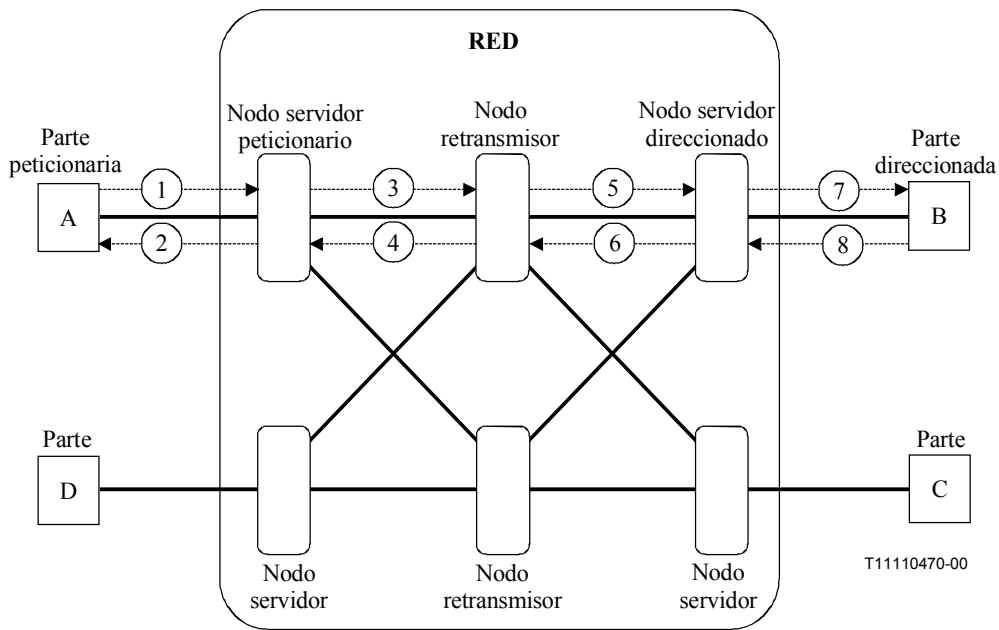 RED
Nodo servidor
peticionario
Nodo
retransmisor
Nodo servidor
direccionado
Parte
peticionaria
Parte
direccionada
1
3
5
7
A
B
2
4
6
8
Parte
Parte
D
C
Nodo
servidor
Nodo
retransmisor
Nodo
servidor
T11110470-00